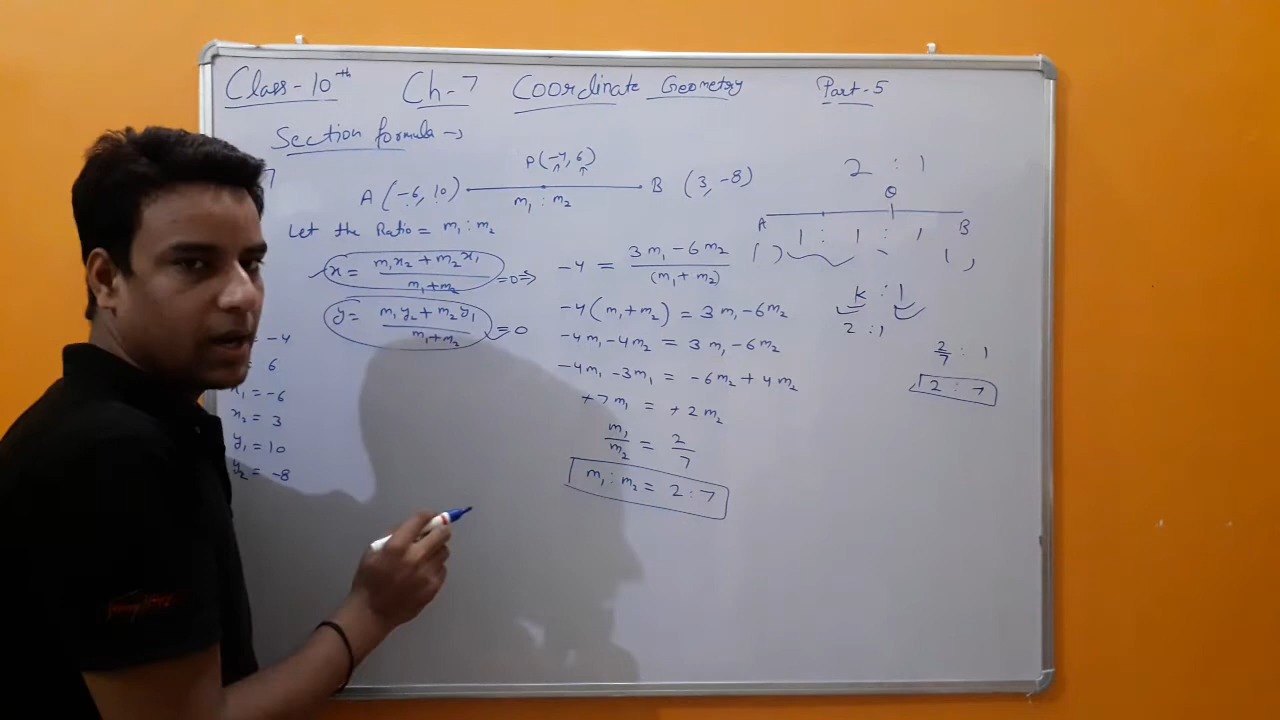 Class-10th Ch-7 Coordinate Geometry Part-5
Section formula →
7
P(-4, 6)
A (-6, 10) B (3, -8)
m₁ : m₂
Let the Ratio = m₁ : m₂
x = (m₁x₂ + m₂x₁)/(m₁+m₂) =0⇒
y = (m₁y₂ + m₂y₁)/(m₁+m₂) =0
= -4
6
x₁ = -6
x₂ = 3
y₁ = 10
y₂ = -8
-4 = (3m₁ - 6m₂)/(m₁+m₂)
-4(m₁+m₂) = 3m₁-6m₂
-4m₁-4m₂ = 3m₁-6m₂
-4m₁-3m₁ = -6m₂+4m₂
+7m₁ = +2m₂
m₁/m₂ = 2/7
m₁ : m₂ = 2 : 7
2 : 1
Q
A B
1 : 1 : 1
( ) ( )
K : 1
2 : 1
2/7 : 1
2 : 7